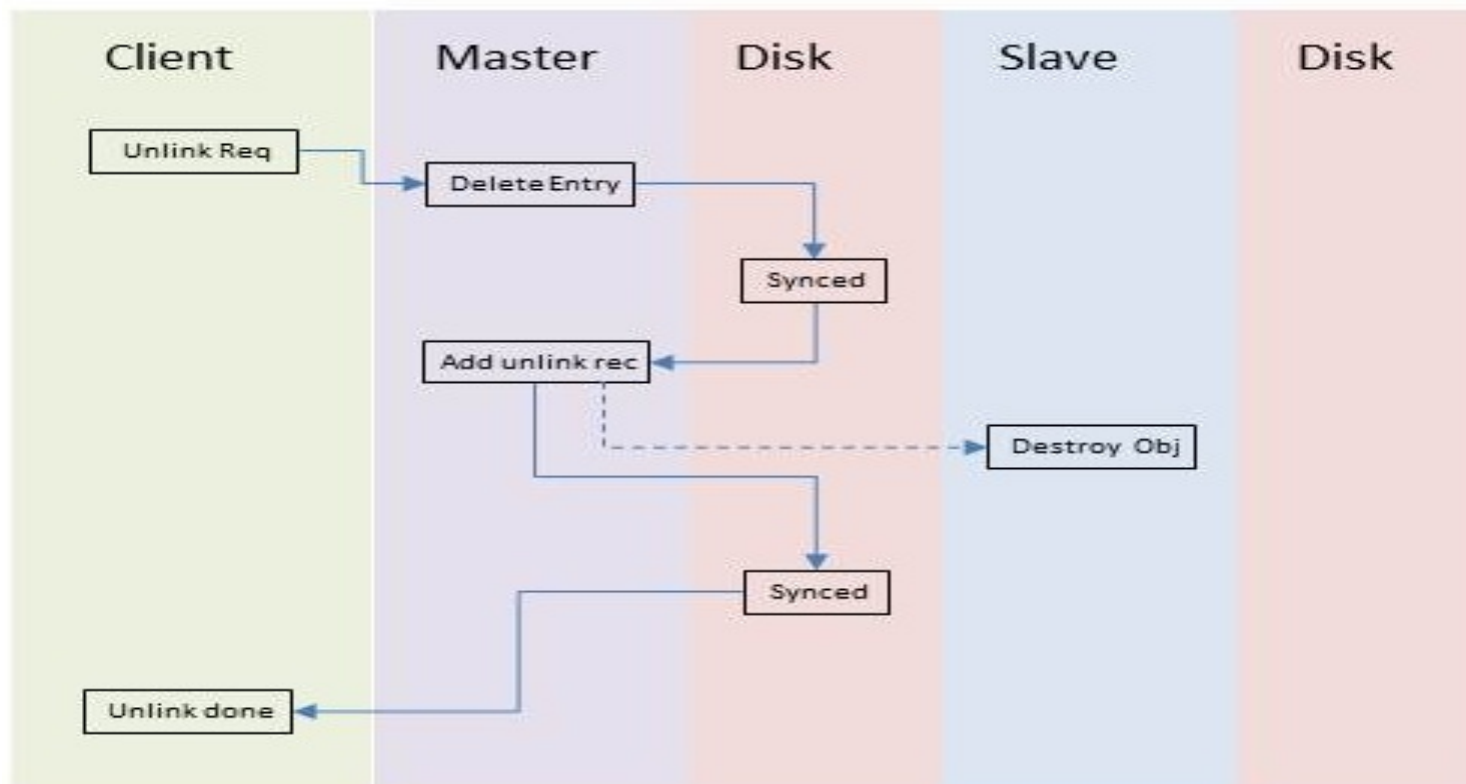 Client
Master
Disk
Slave
Disk
Unlink Req
Delete Entry
Synced
Add unlink rec
Destroy Obj
Synced
Unlink done